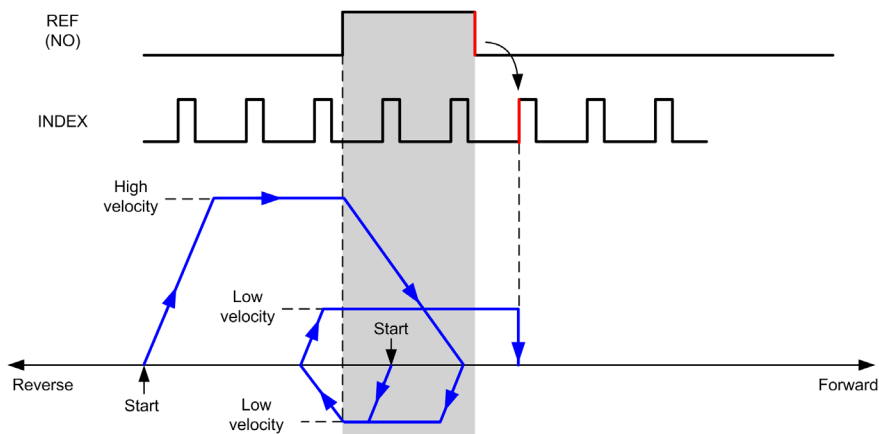 REF
(NO)
INDEX
High
velocity
Low
velocity
Start
Reverse
Forward
Start
Low
velocity